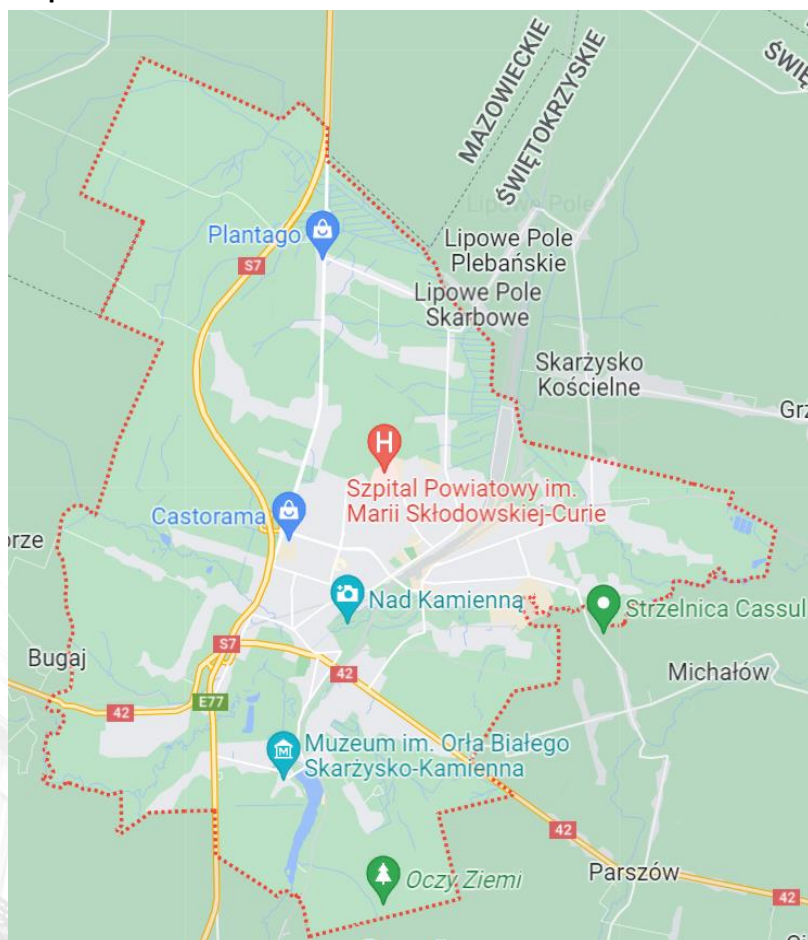 MAZOWIECKIE
ŚWIĘTOKRZYSKIE
Plantago
S7
Lipowe Pole
Lipowe Pole
Plebańskie
Lipowe Pole
Skarbowe
Skarżysko
Kościelne
Szpital Powiatowy im.
Marii Skłodowskiej-Curie
Castorama
Nad Kamienną
Strzelnica Cassul
Bugaj
S7
42
Michałów
42
E77
Muzeum im. Orła Białego
Skarżysko-Kamienna
42
Parszów
Oczy Ziemi
42